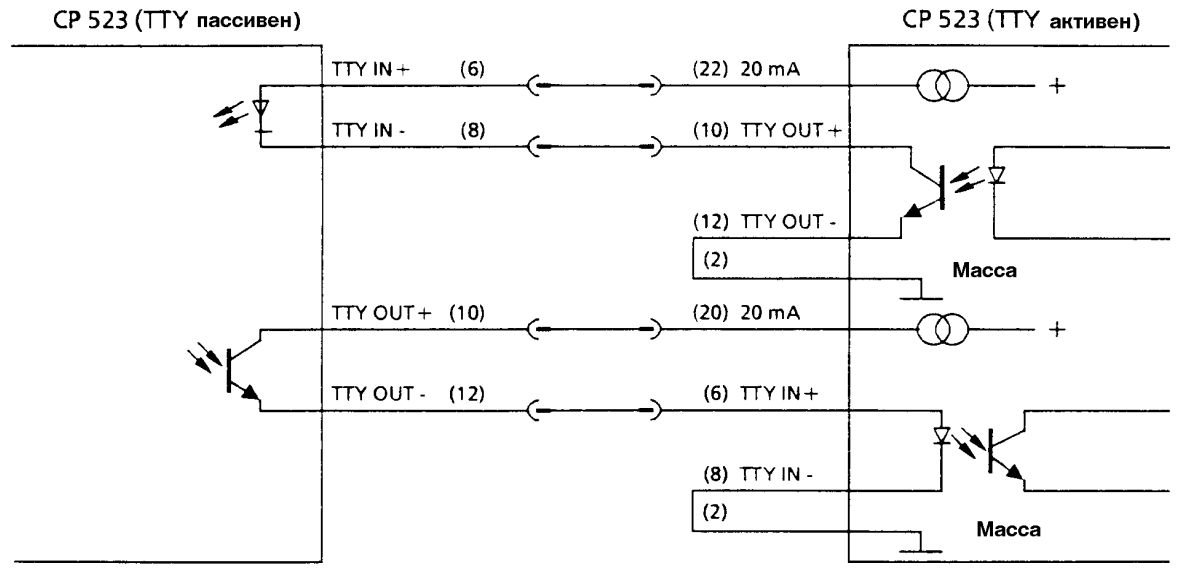 CP 523 (TTY пассивен) CP 523 (TTY активен)
TTY IN + (6) (22) 20 mA +
TTY IN - (8) (10) TTY OUT +
(12) TTY OUT -
(2)
Масса
TTY OUT + (10) (20) 20 mA +
TTY OUT - (12) (6) TTY IN +
(8) TTY IN -
(2)
Масса